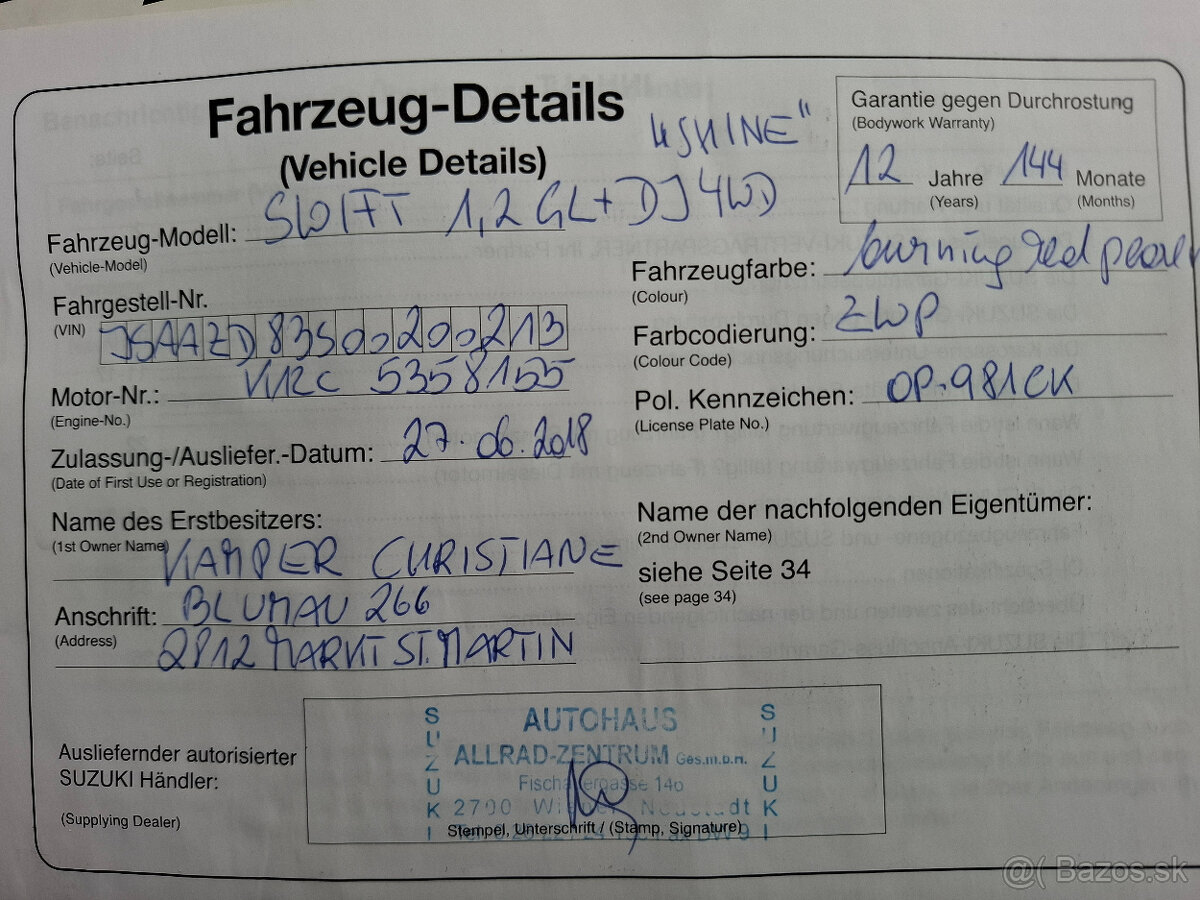 Fahrzeug-Details
(Vehicle Details)
"SHINE"
Garantie gegen Durchrostung
(Bodywork Warranty)
12 Jahre 144 Monate
(Years) (Months)
Fahrzeug-Modell: SWIFT 1,2 GL+ DJ 4WD
(Vehicle-Model)
Fahrzeugfarbe: burning red pearl
(Colour)
Fahrgestell-Nr.
(VIN) JSAAZD83S00200213
Farbcodierung: ZWP
(Colour Code)
Motor-Nr.: K12C 5358155
(Engine-No.)
Pol. Kennzeichen: OP-981CK
(License Plate No.)
Zulassung-/Ausliefer.-Datum: 27.06.2018
(Date of First Use or Registration)
Name des Erstbesitzers:
(1st Owner Name) KAMPER CHRISTIANE
Name der nachfolgenden Eigentümer:
(2nd Owner Name)
siehe Seite 34
(see page 34)
Anschrift: BLUMAU 266
(Address) 2812 MARKT ST. MARTIN
Ausliefernder autorisierter
SUZUKI Händler:
(Supplying Dealer)
SUZUKI
AUTOHAUS
ALLRAD-ZENTRUM Ges.m.b.H.
2700 Wiener Neustadt
SUZUKI
Stempel, Unterschrift / (Stamp, Signature)
@( Bazos.sk